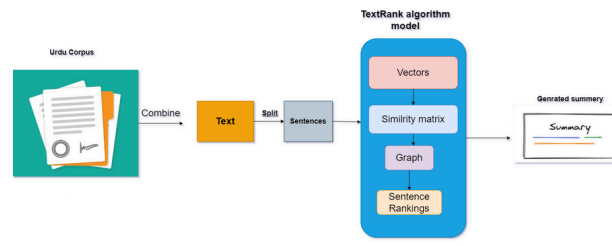 TextRank algorithm
model
Urdu Corpus
Combine
Text
Split
Sentences
Vectors
Similrity matrix
Graph
Sentence
Rankings
Genrated summery
Summary